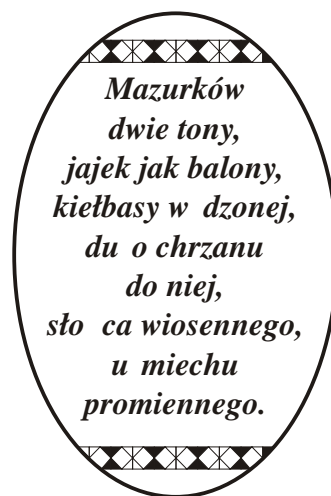 Mazurków
dwie tony,
jajek jak balony,
kiełbasy w dzonej,
du o chrzanu
do niej,
sło ca wiosennego,
u miechu
promiennego.